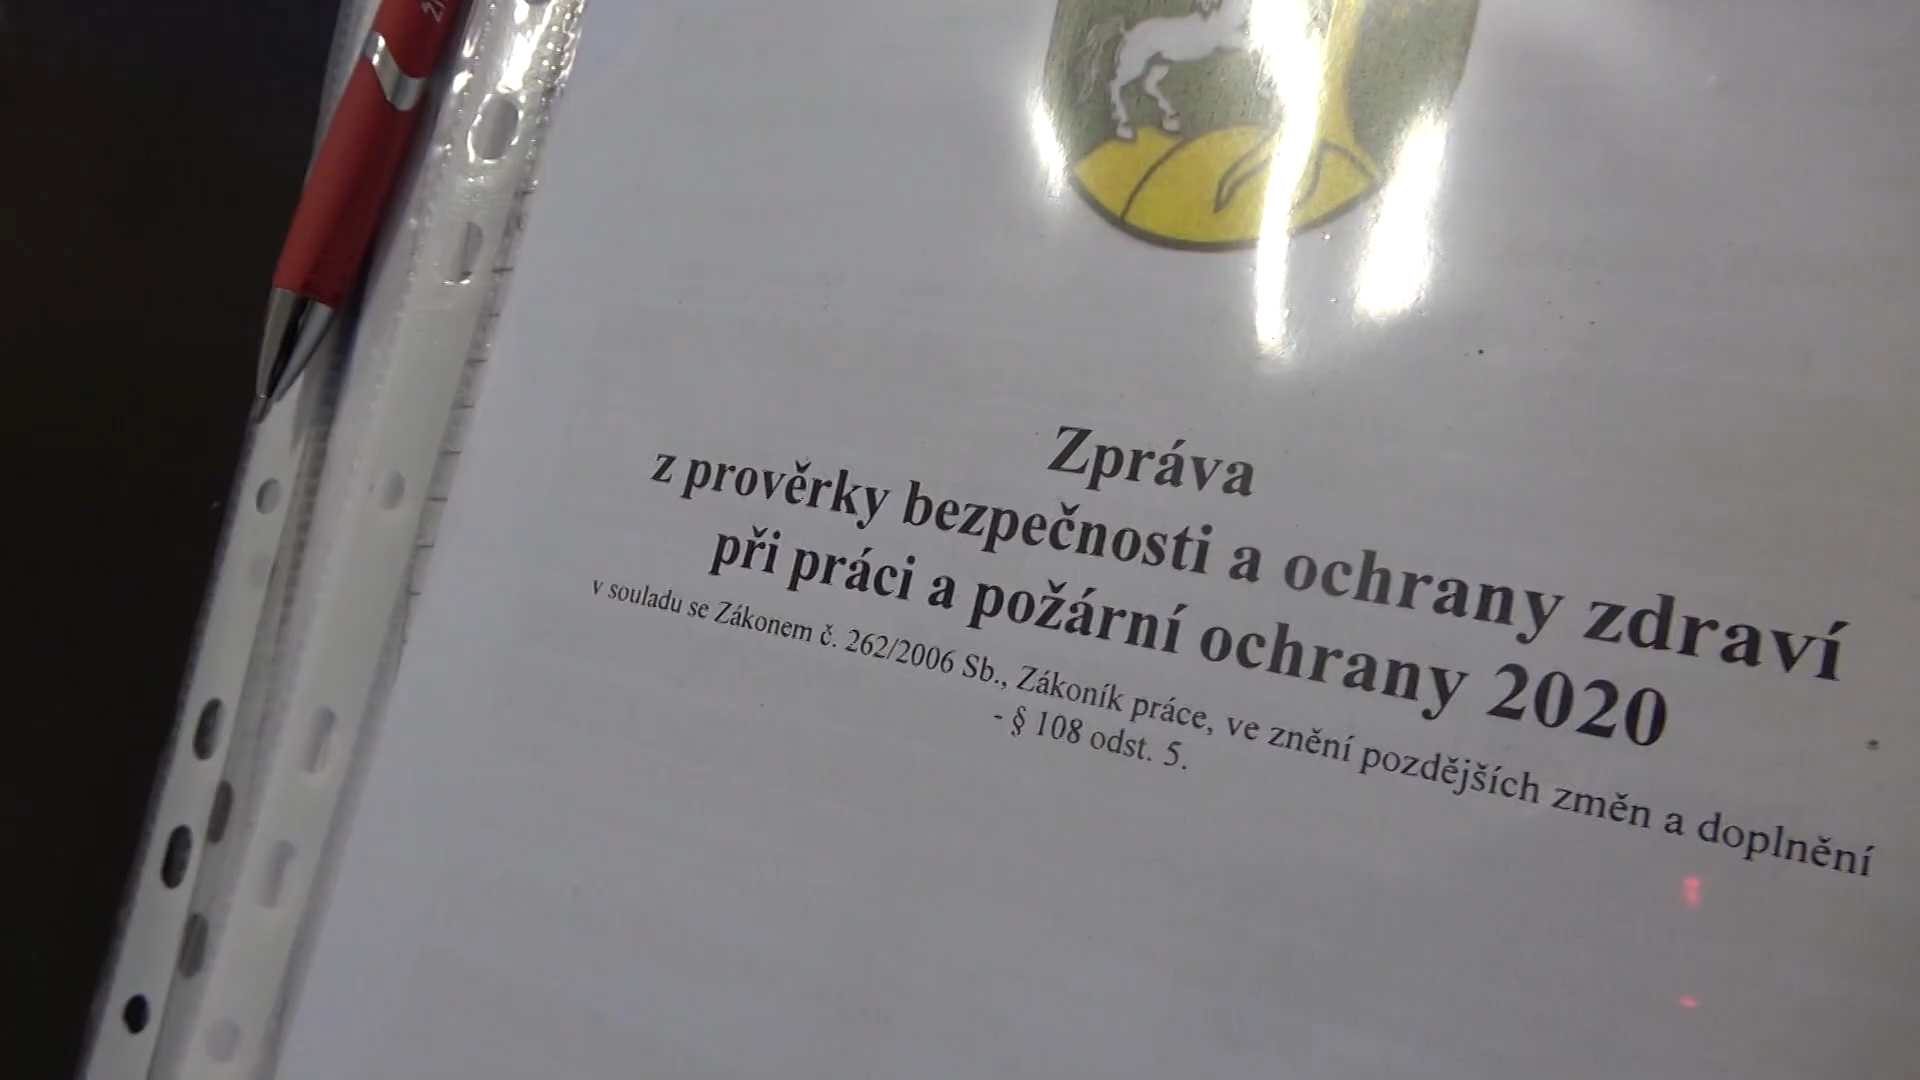 Zpráva
z prověrky bezpečnosti a ochrany zdraví
při práci a požární ochrany 2020
v souladu se Zákonem č. 262/2006 Sb., Zákoník práce, ve znění pozdějších změn a doplnění
- § 108 odst. 5.